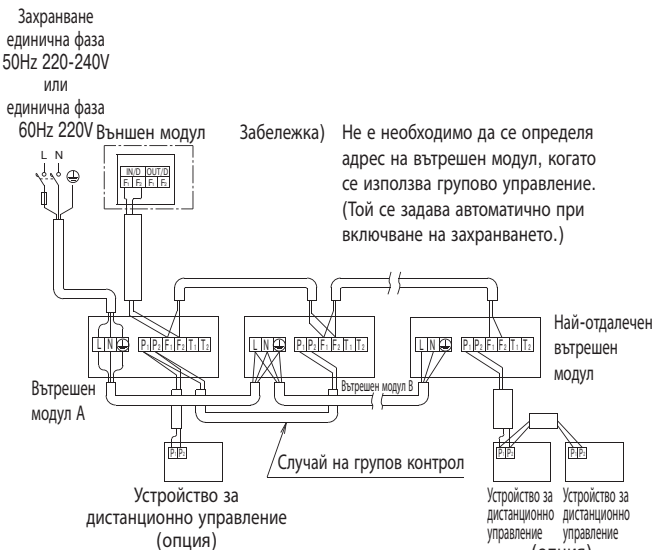 Захранване
единична фаза
50Hz 220-240V
или
единична фаза
60Hz 220V
L N
Външен модул
IN/D OUT/D
F1 F2 F1 F2
Забележка) Не е необходимо да се определя
адрес на вътрешен модул, когато
се използва групово управление.
(Той се задава автоматично при
включване на захранването.)
L N P1 P2 F1 F2 T1 T2
L N P1 P2 F1 F2 T1 T2
L N P1 P2 F1 F2 T1 T2
Най-отдалечен
вътрешен
модул
Вътрешен
модул A
Вътрешен модул B
Случай на групов контрол
P1 P2
Устройство за
дистанционно управление
(опция)
P1 P2
P1 P2
Устройство за
дистанционно
управление
Устройство за
дистанционно
управление
(опция)